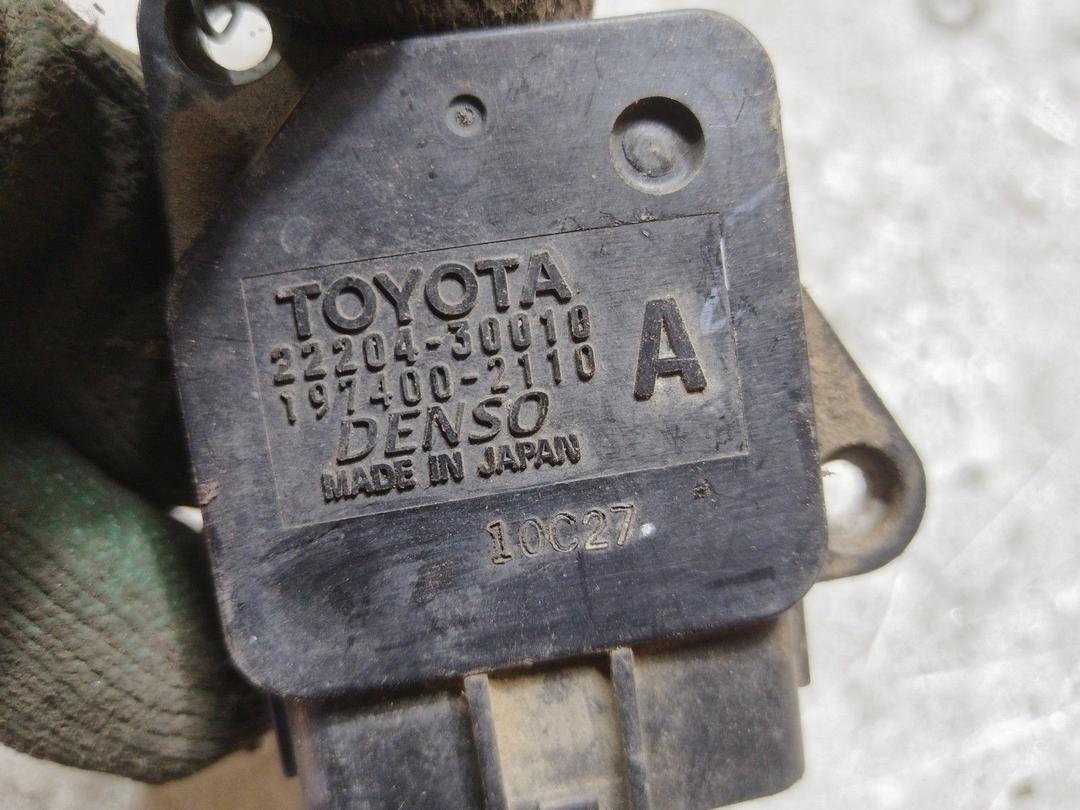 TOYOTA
22204-30010
197400-2110
A
DENSO
MADE IN JAPAN
10C27